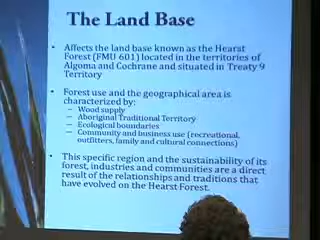 The Land Base
• Affects the land base known as the Hearst
Forest (FMU 601) located in the territories of
Algoma and Cochrane and situated in Treaty 9
Territory
• Forest use and the geographical area is
characterized by:
– Wood supply
– Aboriginal Traditional Territory
– Ecological boundaries
– Community and business use (recreational,
outfitters, family and cultural connections)
• This specific region and the sustainability of its
forest, industries and communities are a direct
result of the relationships and traditions that
have evolved on the Hearst Forest.